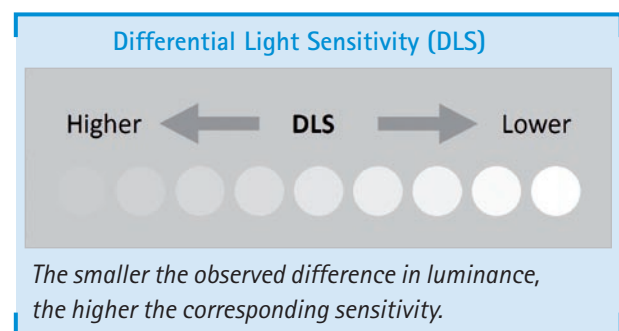 Differential Light Sensitivity (DLS)
Higher DLS Lower
The smaller the observed difference in luminance,
the higher the corresponding sensitivity.